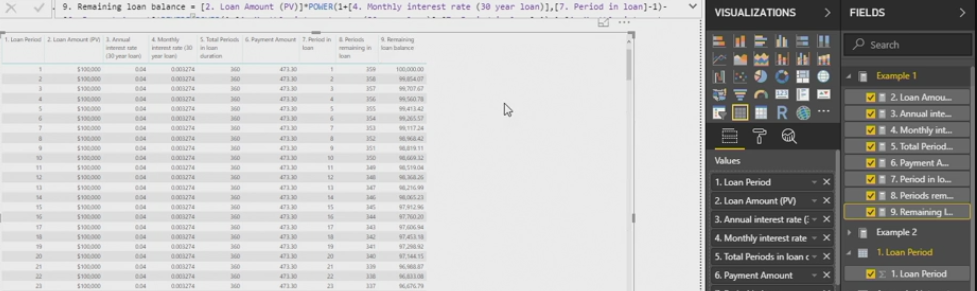 9. Remaining loan balance = [2. Loan Amount (PV)]*POWER(1+[4. Monthly interest rate (30 year loan)],[7. Period in loan]-1)-
1. Loan Period 2. Loan Amount (PV) 3. Annual interest rate (30 year loan) 4. Monthly interest rate (30 year loan) 5. Total Periods in loan duration 6. Payment Amount 7. Period in loan 8. Periods remaining in loan 9. Remaining loan balance
1 $100,000 0.04 0.003274 360 473.30 1 359 100,000.00
2 $100,000 0.04 0.003274 360 473.30 2 358 99,854.07
3 $100,000 0.04 0.003274 360 473.30 3 357 99,707.67
4 $100,000 0.04 0.003274 360 473.30 4 356 99,560.78
5 $100,000 0.04 0.003274 360 473.30 5 355 99,413.42
6 $100,000 0.04 0.003274 360 473.30 6 354 99,265.57
7 $100,000 0.04 0.003274 360 473.30 7 353 99,117.24
8 $100,000 0.04 0.003274 360 473.30 8 352 98,968.42
9 $100,000 0.04 0.003274 360 473.30 9 351 98,819.11
10 $100,000 0.04 0.003274 360 473.30 10 350 98,669.32
11 $100,000 0.04 0.003274 360 473.30 11 349 98,519.04
12 $100,000 0.04 0.003274 360 473.30 12 348 98,368.26
13 $100,000 0.04 0.003274 360 473.30 13 347 98,216.99
14 $100,000 0.04 0.003274 360 473.30 14 346 98,065.23
15 $100,000 0.04 0.003274 360 473.30 15 345 97,912.96
16 $100,000 0.04 0.003274 360 473.30 16 344 97,760.20
17 $100,000 0.04 0.003274 360 473.30 17 343 97,606.94
18 $100,000 0.04 0.003274 360 473.30 18 342 97,453.18
19 $100,000 0.04 0.003274 360 473.30 19 341 97,298.92
20 $100,000 0.04 0.003274 360 473.30 20 340 97,144.15
21 $100,000 0.04 0.003274 360 473.30 21 339 96,988.87
22 $100,000 0.04 0.003274 360 473.30 22 338 96,833.08
23 $100,000 0.04 0.003274 360 473.30 23 337 96,676.79
VISUALIZATIONS
R
Values
1. Loan Period
2. Loan Amount (PV)
3. Annual interest rate (3
4. Monthly interest rate
5. Total Periods in loan c
6. Payment Amount
FIELDS
Search
Example 1
2. Loan Amou...
3. Annual inte...
4. Monthly int...
5. Total Period...
6. Payment A...
7. Period in lo...
8. Periods rem...
9. Remaining l...
Example 2
1. Loan Period
1. Loan Period